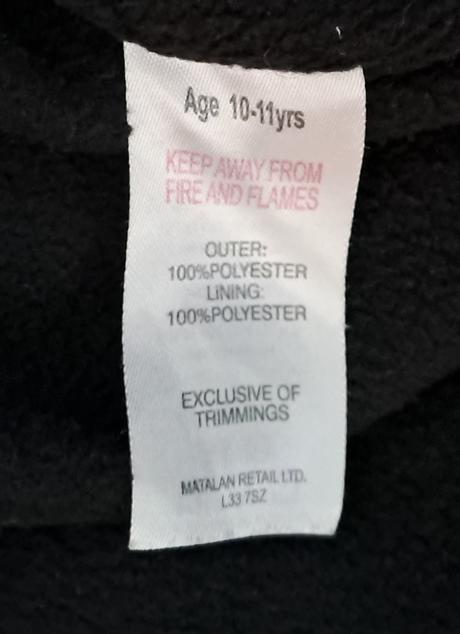 Age 10-11yrs
KEEP AWAY FROM
FIRE AND FLAMES
OUTER:
100%POLYESTER
LINING:
100%POLYESTER
EXCLUSIVE OF
TRIMMINGS
MATALAN RETAIL LTD.
L33 7SZ